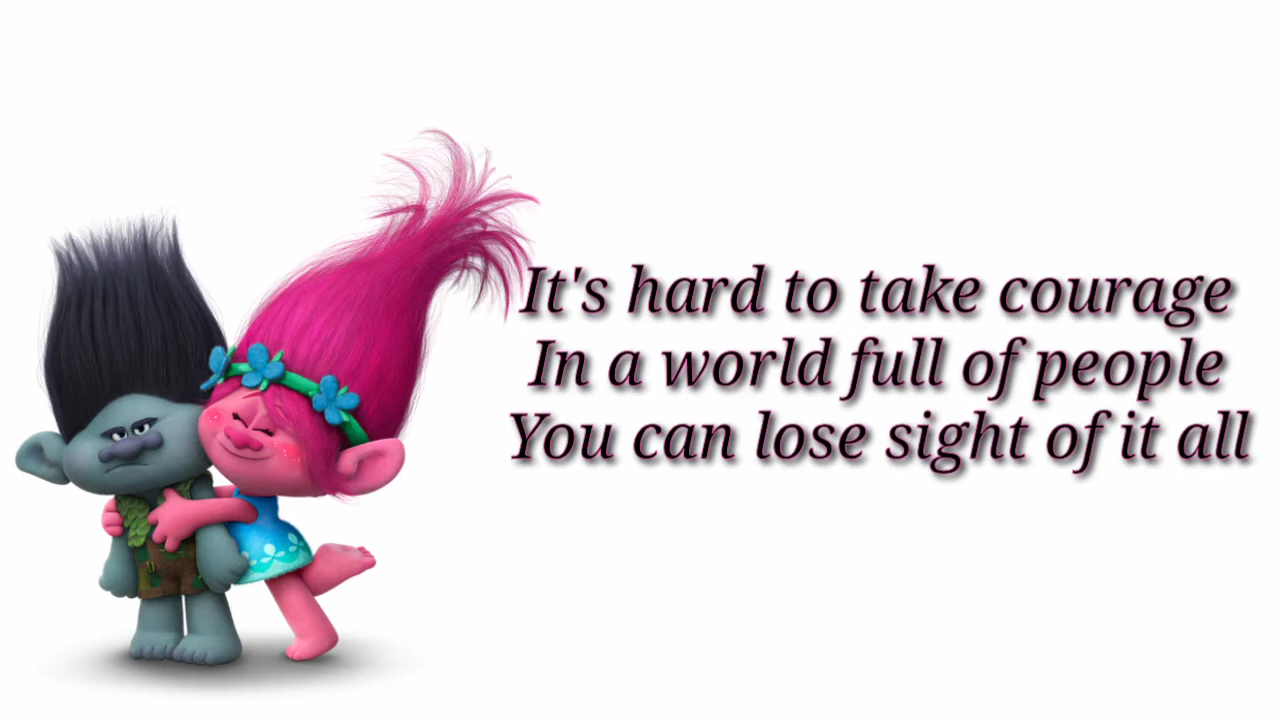 It's hard to take courage
In a world full of people
You can lose sight of it all